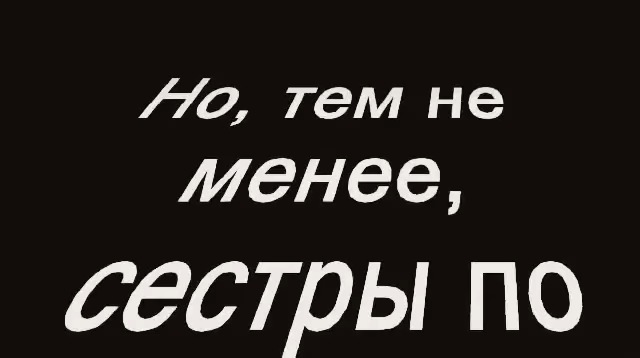 Но, тем не
менее,
сестры по